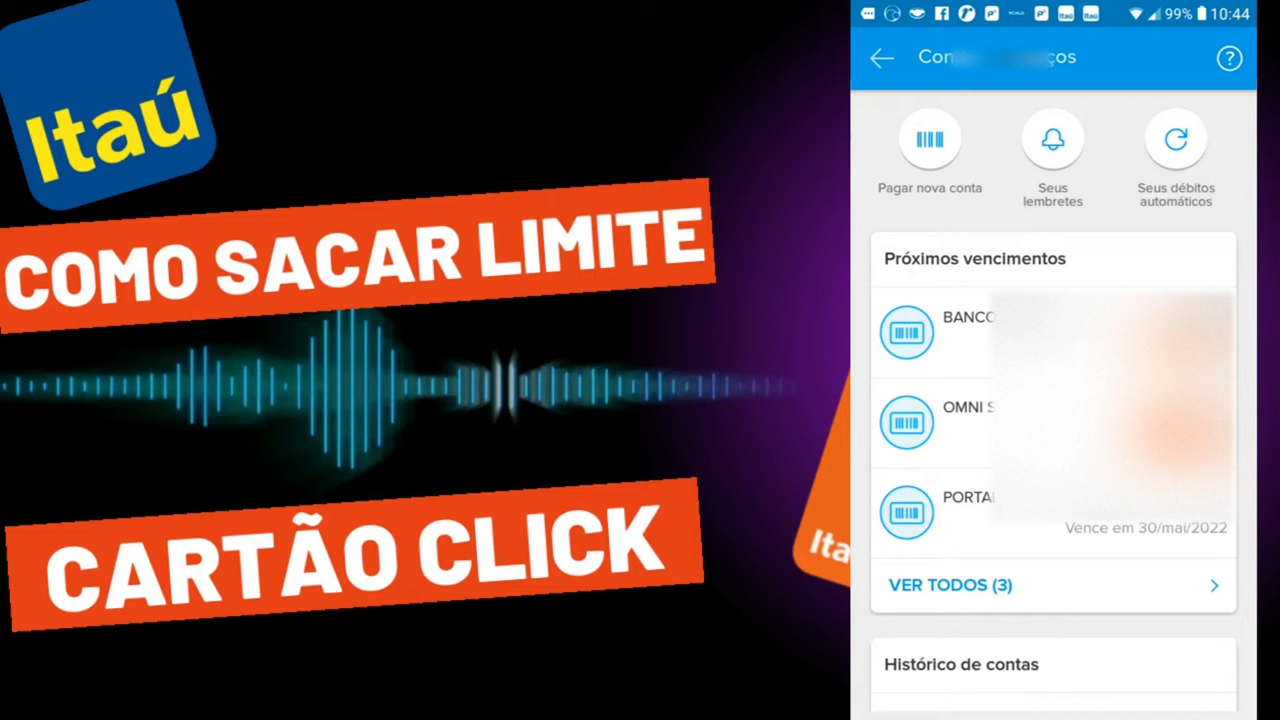 Itaú
COMO SACAR LIMITE
CARTÃO CLICK
99% 10:44
Pagar nova conta
Seus
lembretes
Seus débitos
automáticos
Próximos vencimentos
BANCO
OMNI S
Vence em 30/mai/2022
VER TODOS (3)
Histórico de contas